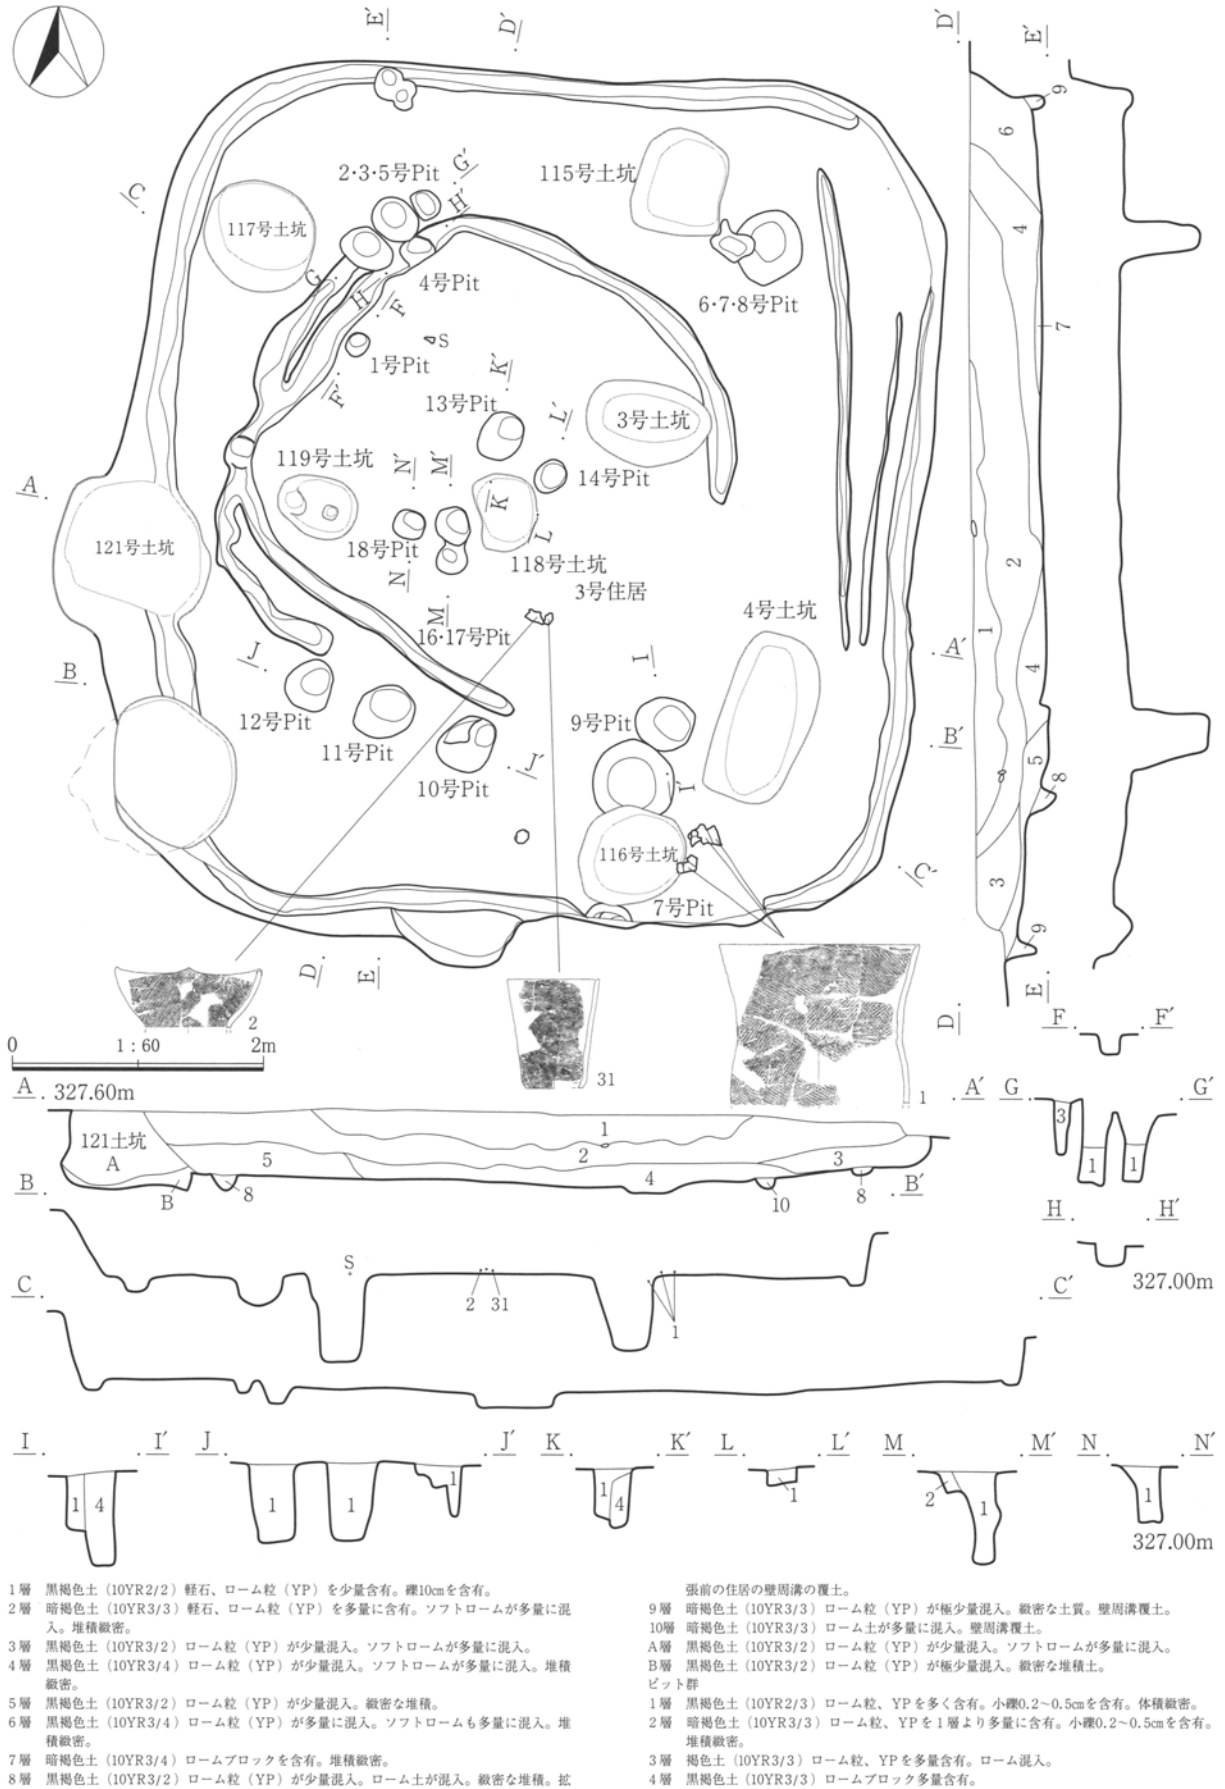 E′
D′
D′
E′
C
2・3・5号Pit
G′
H′
115号土坑
117号土坑
G
H
F
4号Pit
6・7・8号Pit
1号Pit
S
F′
K′
13号Pit
L′
3号土坑
119号土坑
N′
M′
K
14号Pit
A
121号土坑
18号Pit
L
118号土坑
N
3号住居
M
16・17号Pit
4号土坑
J
I
A′
B
12号Pit
11号Pit
9号Pit
B′
10号Pit
J′
I′
116号土坑
C′
7号Pit
D
E
9
6
4
7
2
1
4
5
8
3
9
D
E
2
31
1
0
1:60
2m
A
327.60m
A′
121土坑
A
B
5
8
1
2
4
3
10
8
B
B′
S
2 31
1
C
C′
F
F′
G
G′
3
1
1
H
H′
327.00m
I
I′
J
J′
K
K′
L
L′
M
M′
N
N′
1
4
1
1
1
1
4
1
2
1
1
327.00m
1層 黒褐色土（10YR2/2）軽石、ローム粒（YP）を少量含有。礫10㎝を含有。
2層 暗褐色土（10YR3/3）軽石、ローム粒（YP）を多量に含有。ソフトロームが多量に混
入。堆積緻密。
3層 黒褐色土（10YR3/2）ローム粒（YP）が少量混入。ソフトロームが多量に混入。
4層 黒褐色土（10YR3/4）ローム粒（YP）が少量混入。ソフトロームが多量に混入。堆積
緻密。
5層 黒褐色土（10YR3/2）ローム粒（YP）が少量混入。緻密な堆積。
6層 黒褐色土（10YR3/4）ローム粒（YP）が多量に混入。ソフトロームも多量に混入。堆
積緻密。
7層 暗褐色土（10YR3/4）ロームブロックを含有。堆積緻密。
8層 黒褐色土（10YR3/2）ローム粒（YP）が少量混入。ローム土が混入。緻密な堆積。拡
張前の住居の壁周溝の覆土。
9層 暗褐色土（10YR3/3）ローム粒（YP）が極少量混入。緻密な土質。壁周溝覆土。
10層 暗褐色土（10YR3/3）ローム土が多量に混入。壁周溝覆土。
A層 黒褐色土（10YR3/2）ローム粒（YP）が少量混入。ソフトロームが多量に混入。
B層 黒褐色土（10YR3/2）ローム粒（YP）が極少量混入。緻密な堆積土。
ピット群
1層 黒褐色土（10YR2/3）ローム粒、YPを多く含有。小礫0.2～0.5㎝を含有。体積緻密。
2層 暗褐色土（10YR3/3）ローム粒、YPを1層より多量に含有。小礫0.2～0.5㎝を含有。
堆積緻密。
3層 褐色土（10YR3/3）ローム粒、YPを多量含有。ローム混入。
4層 黒褐色土（10YR3/3）ロームブロック多量含有。